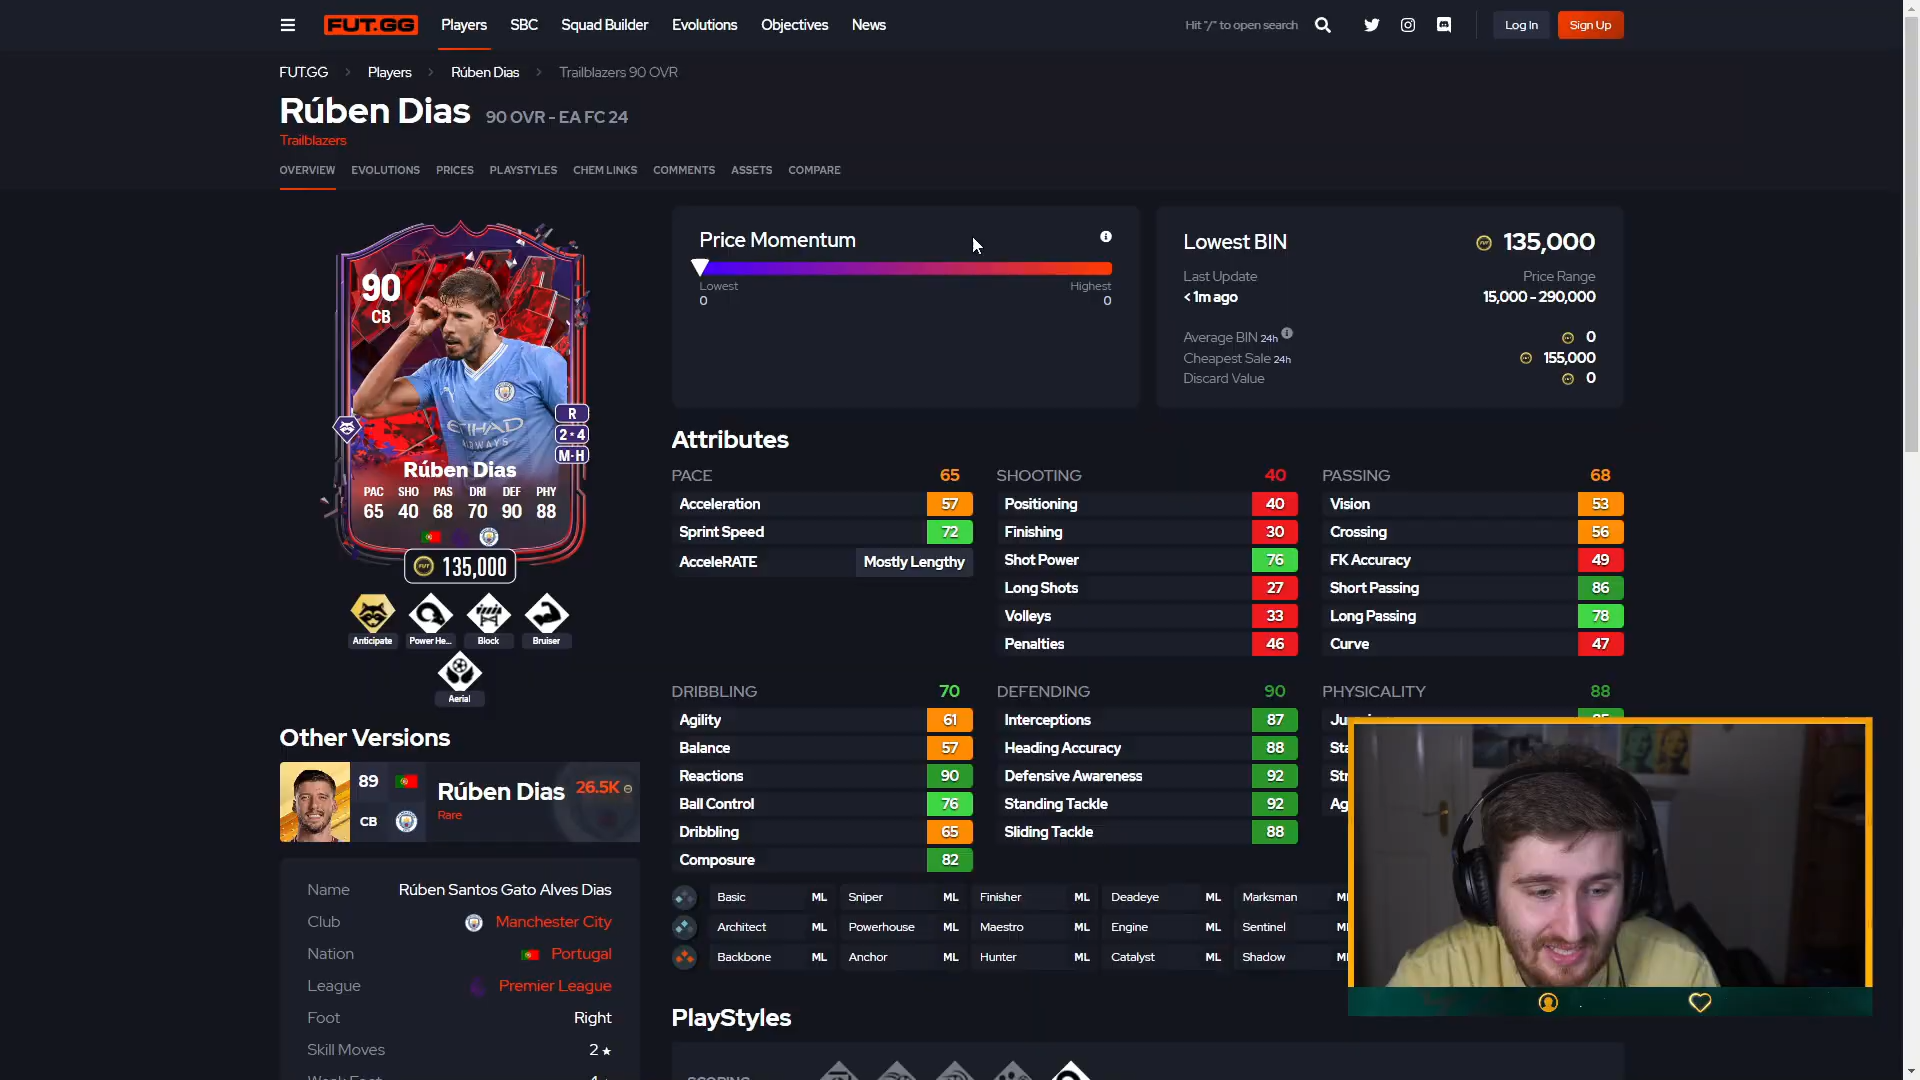 FUT.GG Players SBC Squad Builder Evolutions Objectives News Hit "/" to open search Log In Sign Up
FUT.GG > Players > Rúben Dias > Trailblazers 90 OVR
Rúben Dias 90 OVR - EA FC 24
Trailblazers
OVERVIEW EVOLUTIONS PRICES PLAYSTYLES CHEM LINKS COMMENTS ASSETS COMPARE
90
CB
R
2 4
M-H
ETIHAD
AIRWAYS
Rúben Dias
PAC SHO PAS DRI DEF PHY
65 40 68 70 90 88
135,000
Anticipate Power He... Block Bruiser
Aerial
Price Momentum
Lowest Highest
0 0
Lowest BIN 135,000
Last Update Price Range
< 1m ago 15,000 - 290,000
Average BIN 24h 0
Cheapest Sale 24h 155,000
Discard Value 0
Attributes
PACE 65 SHOOTING 40 PASSING 68
Acceleration 57 Positioning 40 Vision 53
Sprint Speed 72 Finishing 30 Crossing 56
AcceleRATE Mostly Lengthy Shot Power 76 FK Accuracy 49
Long Shots 27 Short Passing 86
Volleys 33 Long Passing 78
Penalties 46 Curve 47
DRIBBLING 70 DEFENDING 90 PHYSICALITY 88
Agility 61 Interceptions 87
Balance 57 Heading Accuracy 88
Reactions 90 Defensive Awareness 92
Ball Control 76 Standing Tackle 92
Dribbling 65 Sliding Tackle 88
Composure 82
Basic ML Sniper ML Finisher ML Deadeye ML Marksman
Architect ML Powerhouse ML Maestro ML Engine ML Sentinel
Backbone ML Anchor ML Hunter ML Catalyst ML Shadow
PlayStyles
Other Versions
89 Rúben Dias 26.5K
CB Rare
Name Rúben Santos Gato Alves Dias
Club Manchester City
Nation Portugal
League Premier League
Foot Right
Skill Moves 2 ★